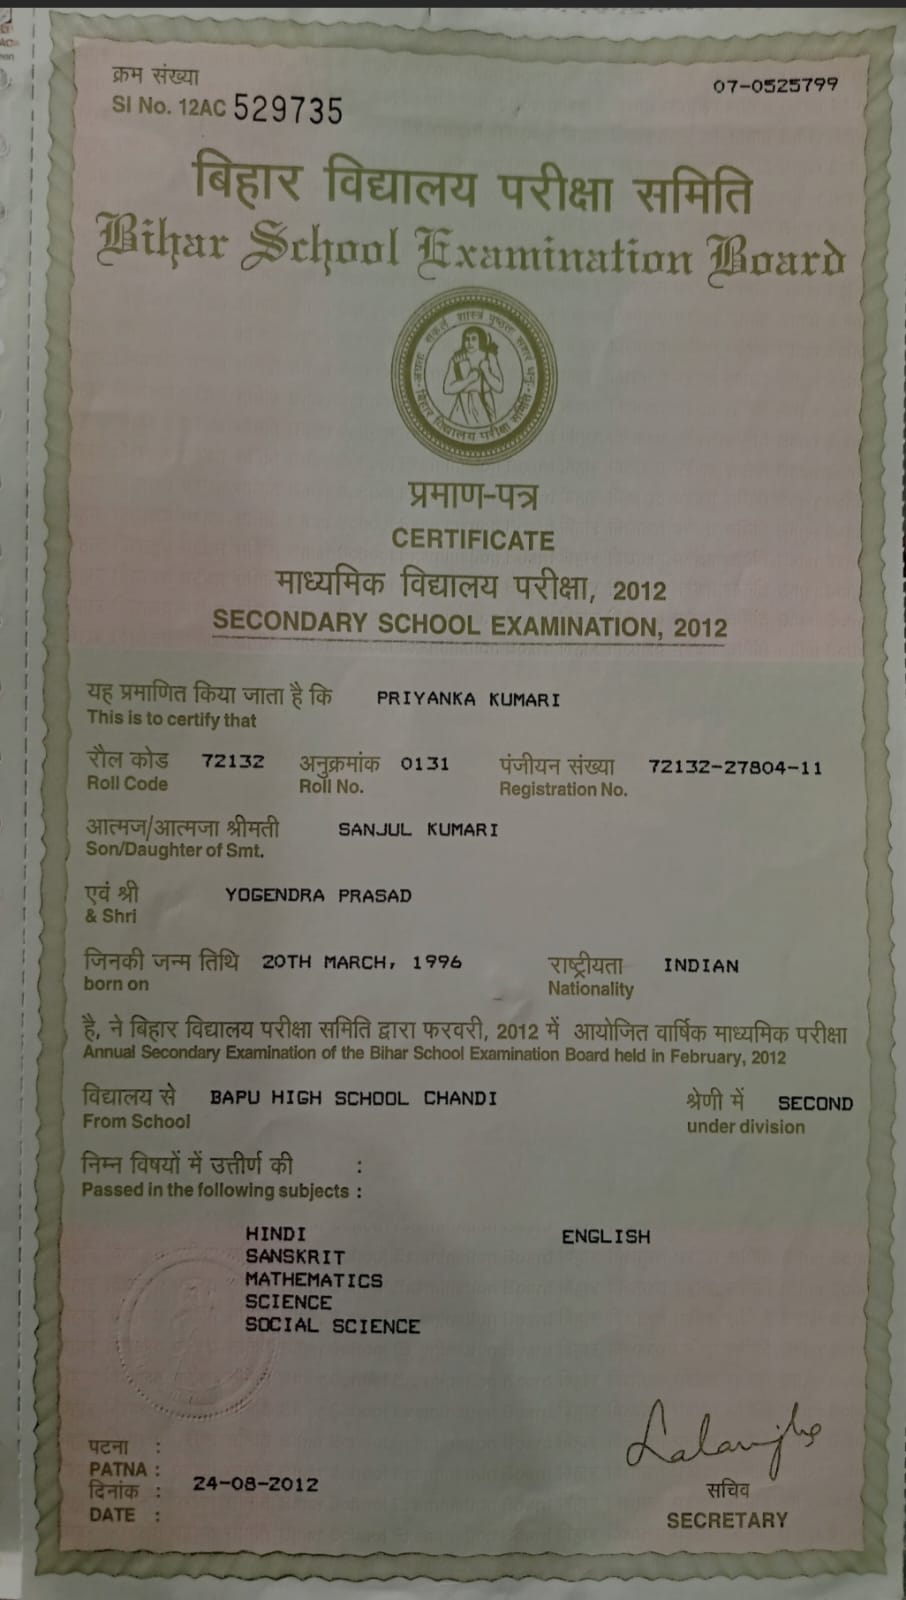 क्रम संख्या
SI No. 12AC 529735
07-0525799
बिहार विद्यालय परीक्षा समिति
Bihar School Examination Board
बिहार विद्यालय परीक्षा समिति
प्रमाण-पत्र
CERTIFICATE
माध्यमिक विद्यालय परीक्षा, 2012
SECONDARY SCHOOL EXAMINATION, 2012
यह प्रमाणित किया जाता है कि PRIYANKA KUMARI
This is to certify that
रौल कोड 72132 अनुक्रमांक 0131 पंजीयन संख्या 72132-27804-11
Roll Code Roll No. Registration No.
आत्मज/आत्मजा श्रीमती SANJUL KUMARI
Son/Daughter of Smt.
एवं श्री YOGENDRA PRASAD
& Shri
जिनकी जन्म तिथि 20TH MARCH, 1996 राष्ट्रीयता INDIAN
born on Nationality
है, ने बिहार विद्यालय परीक्षा समिति द्वारा फरवरी, 2012 में आयोजित वार्षिक माध्यमिक परीक्षा
Annual Secondary Examination of the Bihar School Examination Board held in February, 2012
विद्यालय से BAPU HIGH SCHOOL CHANDI श्रेणी में SECOND
From School under division
निम्न विषयों में उत्तीर्ण की :
Passed in the following subjects :
HINDI ENGLISH
SANSKRIT
MATHEMATICS
SCIENCE
SOCIAL SCIENCE
पटना :
PATNA :
दिनांक : 24-08-2012
DATE :
सचिव
SECRETARY